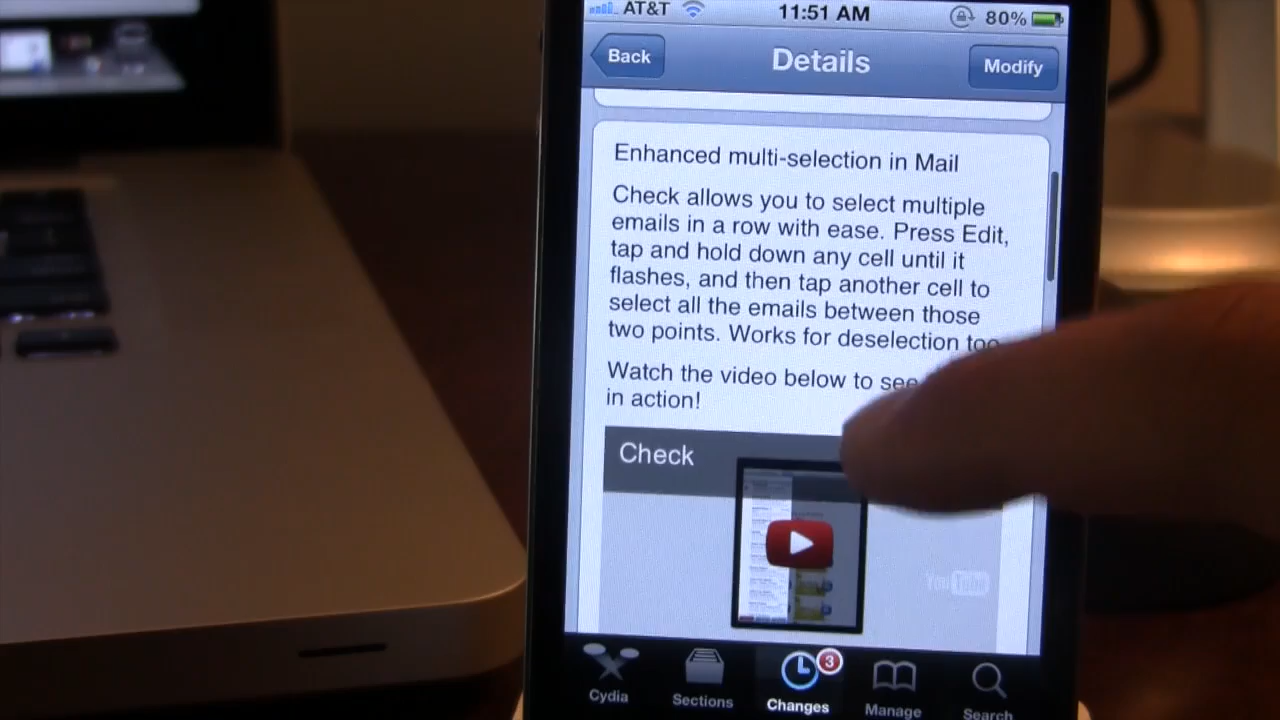 AT&T 11:51 AM 80%
Back Details Modify
Enhanced multi-selection in Mail
Check allows you to select multiple
emails in a row with ease. Press Edit,
tap and hold down any cell until it
flashes, and then tap another cell to
select all the emails between those
two points. Works for deselection too
Watch the video below to see
in action!
Check
YouTube
3
Cydia Sections Changes Manage Search